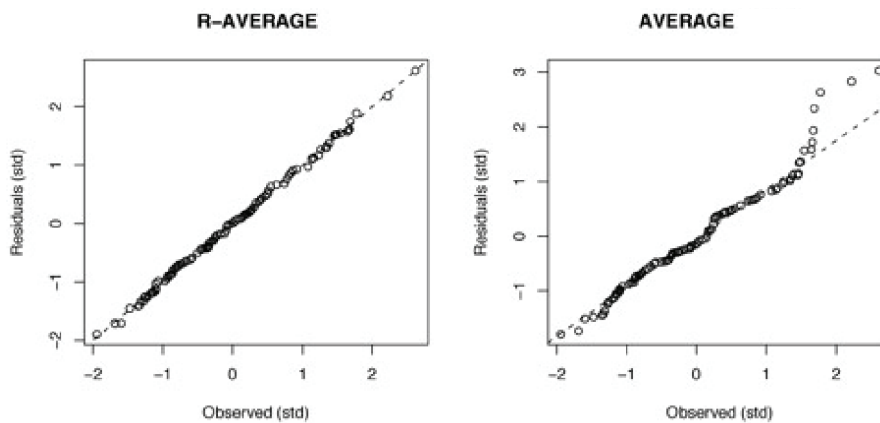 R-AVERAGE
Residuals (std)
2
1
0
-1
-2
-2 -1 0 1 2
Observed (std)
AVERAGE
Residuals (std)
3
2
1
0
-1
-2 -1 0 1 2
Observed (std)